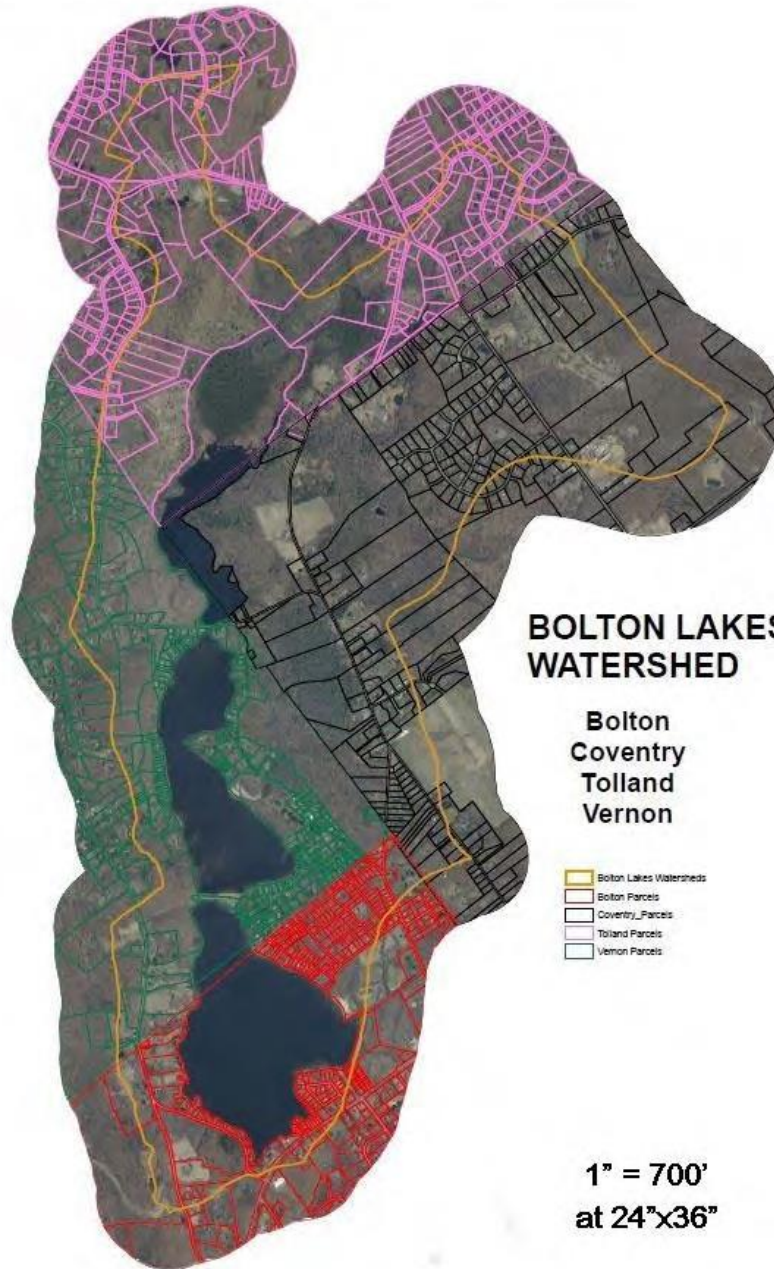 BOLTON LAKES
WATERSHED
Bolton
Coventry
Tolland
Vernon
Bolton Lakes Watersheds
Bolton Parcels
Coventry_Parcels
Tolland Parcels
Vernon Parcels
1" = 700'
at 24"x36"